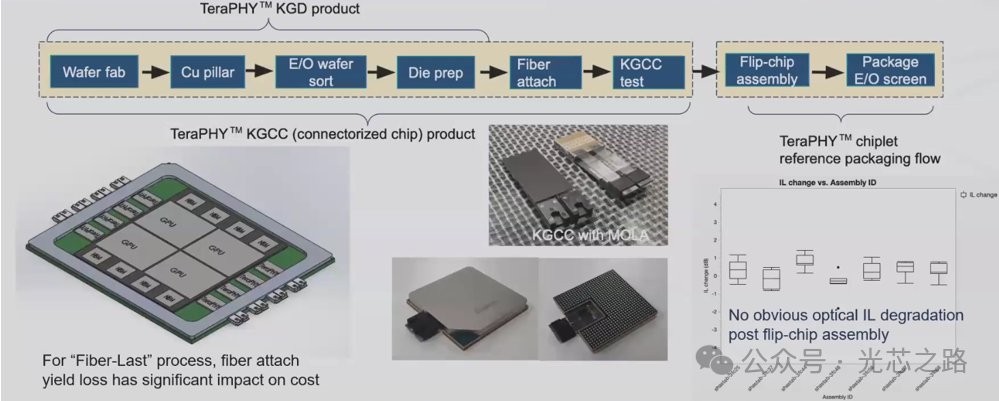 TeraPHY™ KGD product
Wafer fab
Cu pillar
E/O wafer
sort
Die prep
Fiber
attach
KGCC
test
Flip-chip
assembly
Package
E/O screen
TeraPHY™ KGCC (connectorized chip) product
TeraPHY™ chiplet
reference packaging flow
GPU
GPU
GPU
GPU
KGCC with MOLA
IL change vs. Assembly ID
IL change
IL change (dB)
4
3
2
1
0
-1
No obvious optical IL degradation
post flip-chip assembly
Assembly ID
For “Fiber-Last” process, fiber attach
yield loss has significant impact on cost
公众号 · 光芯之路